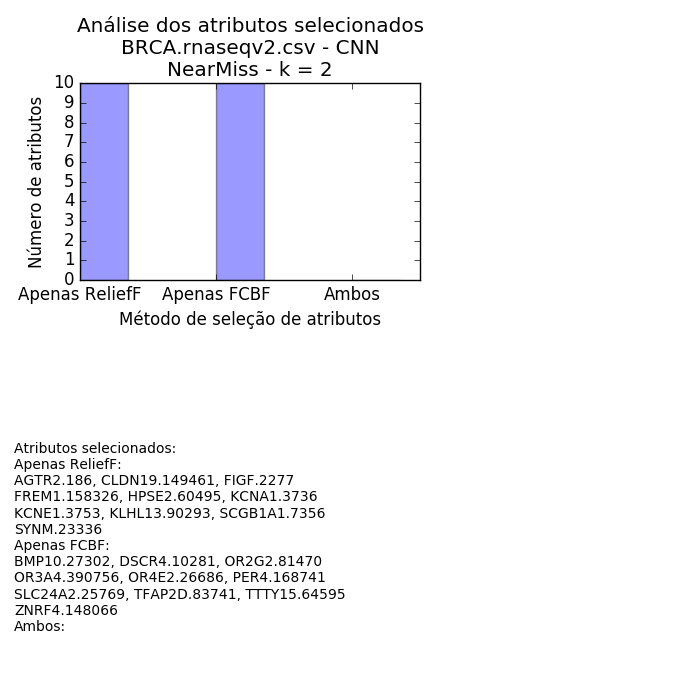 Análise dos atributos selecionados
BRCA.rnaseqv2.csv - CNN
NearMiss - k = 2
10
9
8
7
6
5
4
3
2
1
0
Número de atributos
Apenas ReliefF
Apenas FCBF
Ambos
Método de seleção de atributos
Atributos selecionados:
Apenas ReliefF:
AGTR2.186, CLDN19.149461, FIGF.2277
FREM1.158326, HPSE2.60495, KCNA1.3736
KCNE1.3753, KLHL13.90293, SCGB1A1.7356
SYNM.23336
Apenas FCBF:
BMP10.27302, DSCR4.10281, OR2G2.81470
OR3A4.390756, OR4E2.26686, PER4.168741
SLC24A2.25769, TFAP2D.83741, TTTY15.64595
ZNRF4.148066
Ambos: